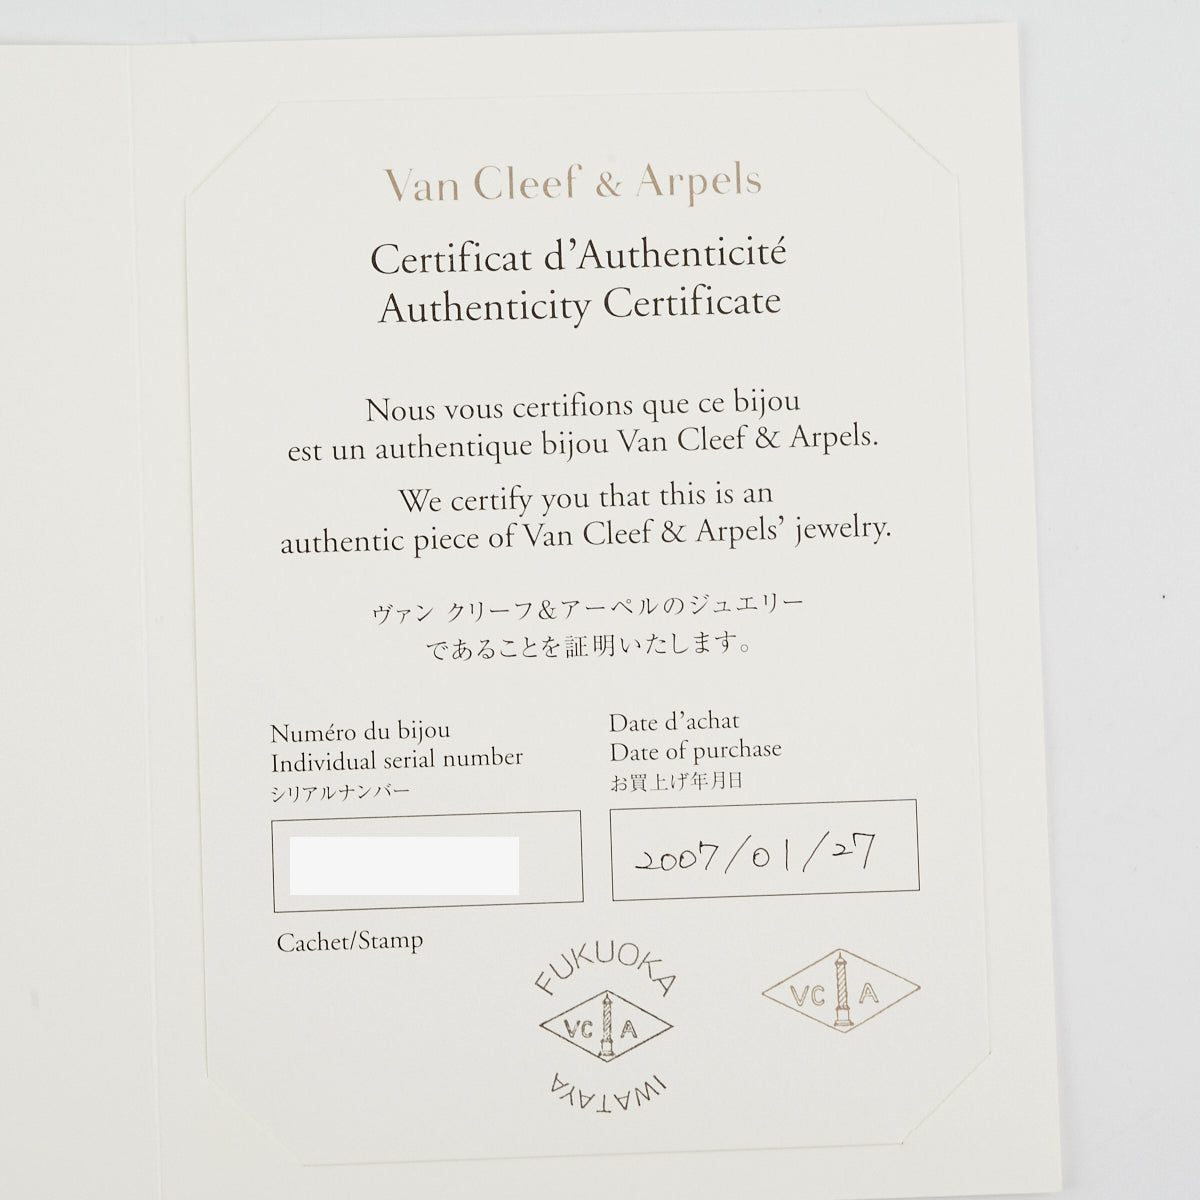 Van Cleef & Arpels
Certificat d'Authenticité
Authenticity Certificate
Nous vous certifions que ce bijou
est un authentique bijou Van Cleef & Arpels.
We certify you that this is an
authentic piece of Van Cleef & Arpels' jewelry.
ヴァン クリーフ&アーペルのジュエリー
であることを証明いたします。
Numéro du bijou
Individual serial number
シリアルナンバー
Date d'achat
Date of purchase
お買上げ年月日
2007/01/27
Cachet/Stamp
FUKUOKA
VC A
IWATAYA
VC A